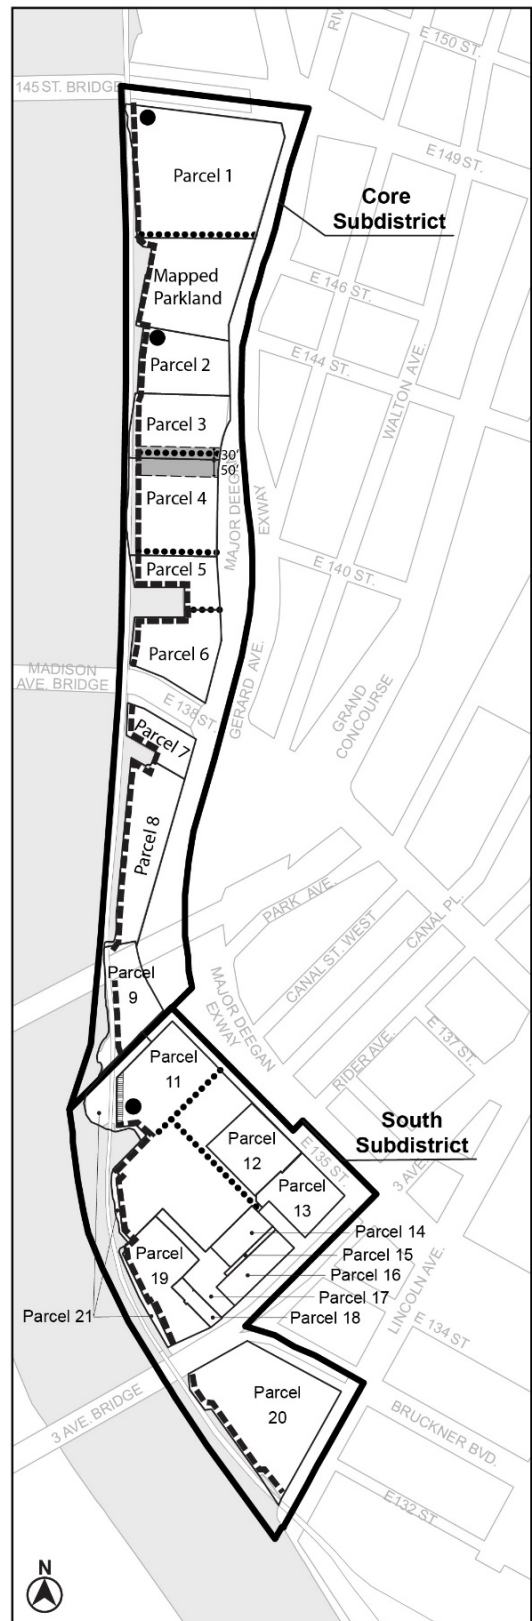 RIV
E 150 ST.
145 ST. BRIDGE
E 149 ST.
Parcel 1
Core
Subdistrict
Mapped
Parkland
E 146 ST.
E 144 ST.
WALTON AVE.
Parcel 2
Parcel 3
30'
50'
MAJOR DEEGAN
EXWAY
Parcel 4
Parcel 5
E 140 ST.
Parcel 6
MADISON
AVE. BRIDGE
E 138 ST.
GERARD AVE.
GRAND
CONCOURSE
Parcel 7
Parcel 8
PARK AVE.
CANAL PL.
CANAL ST. WEST
Parcel
9
MAJOR DEEGAN
EXWAY
E 137 ST.
RIDER AVE.
Parcel
11
South
Subdistrict
Parcel
12
E 135 ST.
3 AVE.
Parcel
13
Parcel 14
LINCOLN AVE.
Parcel 15
Parcel
19
Parcel 16
Parcel 17
Parcel 21
Parcel 18
E 134 ST
3 AVE. BRIDGE
Parcel
20
BRUCKNER BVD.
E 132 ST
N